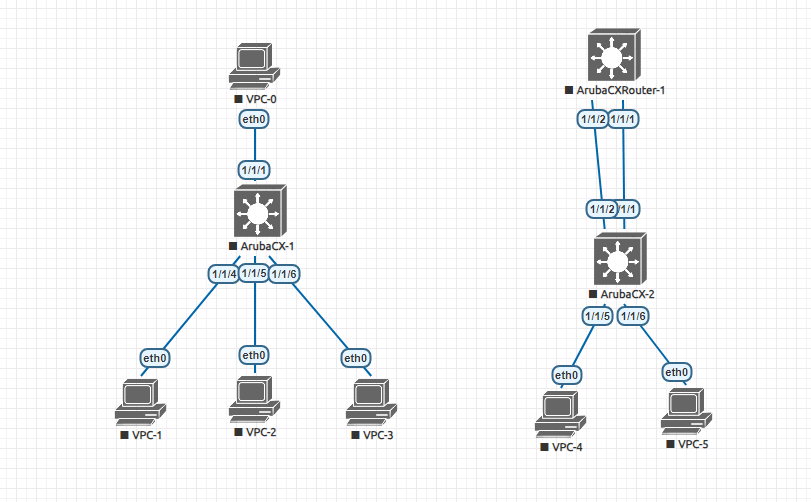 ArubaCXRouter-1
VPC-0
eth0
1/1/2
1/1/1
1/1/1
1/1/2
/1/1
ArubaCX-1
1/1/4
1/1/5
1/1/6
ArubaCX-2
1/1/5
1/1/6
eth0
eth0
eth0
eth0
eth0
VPC-1
VPC-2
VPC-3
VPC-4
VPC-5